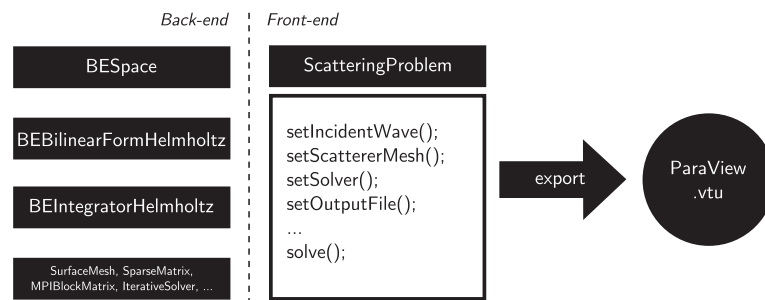 Back-end
Front-end
BESpace
BEBilinearFormHelmholtz
BEIntegratorHelmholtz
SurfaceMesh, SparseMatrix,
MPIBlockMatrix, IterativeSolver, ...
ScatteringProblem
setIncidentWave();
setScattererMesh();
setSolver();
setOutputFile();
...
solve();
export
ParaView
.vtu